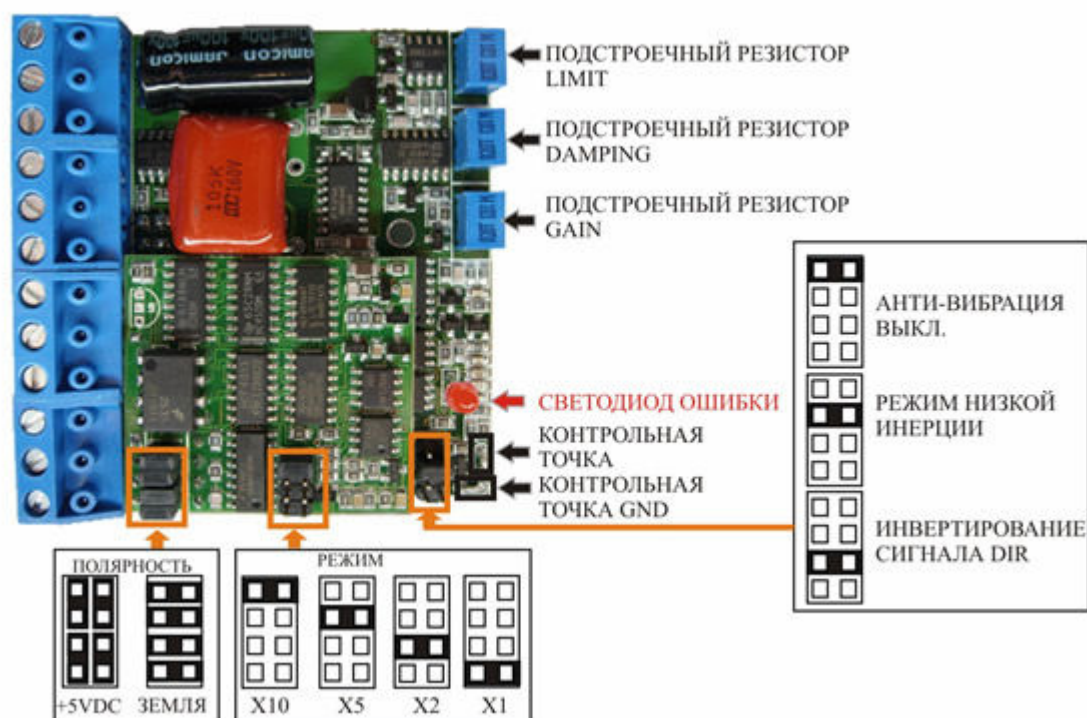 JAMICON
ПОДСТРОЕЧНЫЙ РЕЗИСТОР
LIMIT
ПОДСТРОЕЧНЫЙ РЕЗИСТОР
DAMPING
105K
160V
ПОДСТРОЕЧНЫЙ РЕЗИСТОР
GAIN
АНТИ-ВИБРАЦИЯ
ВЫКЛ.
РЕЖИМ НИЗКОЙ
ИНЕРЦИИ
ИНВЕРТИРОВАНИЕ
СИГНАЛА DIR
СВЕТОДИОД ОШИБКИ
КОНТРОЛЬНАЯ
ТОЧКА
КОНТРОЛЬНАЯ
ТОЧКА GND
ПОЛЯРНОСТЬ
+5VDC ЗЕМЛЯ
РЕЖИМ
X10 X5 X2 X1